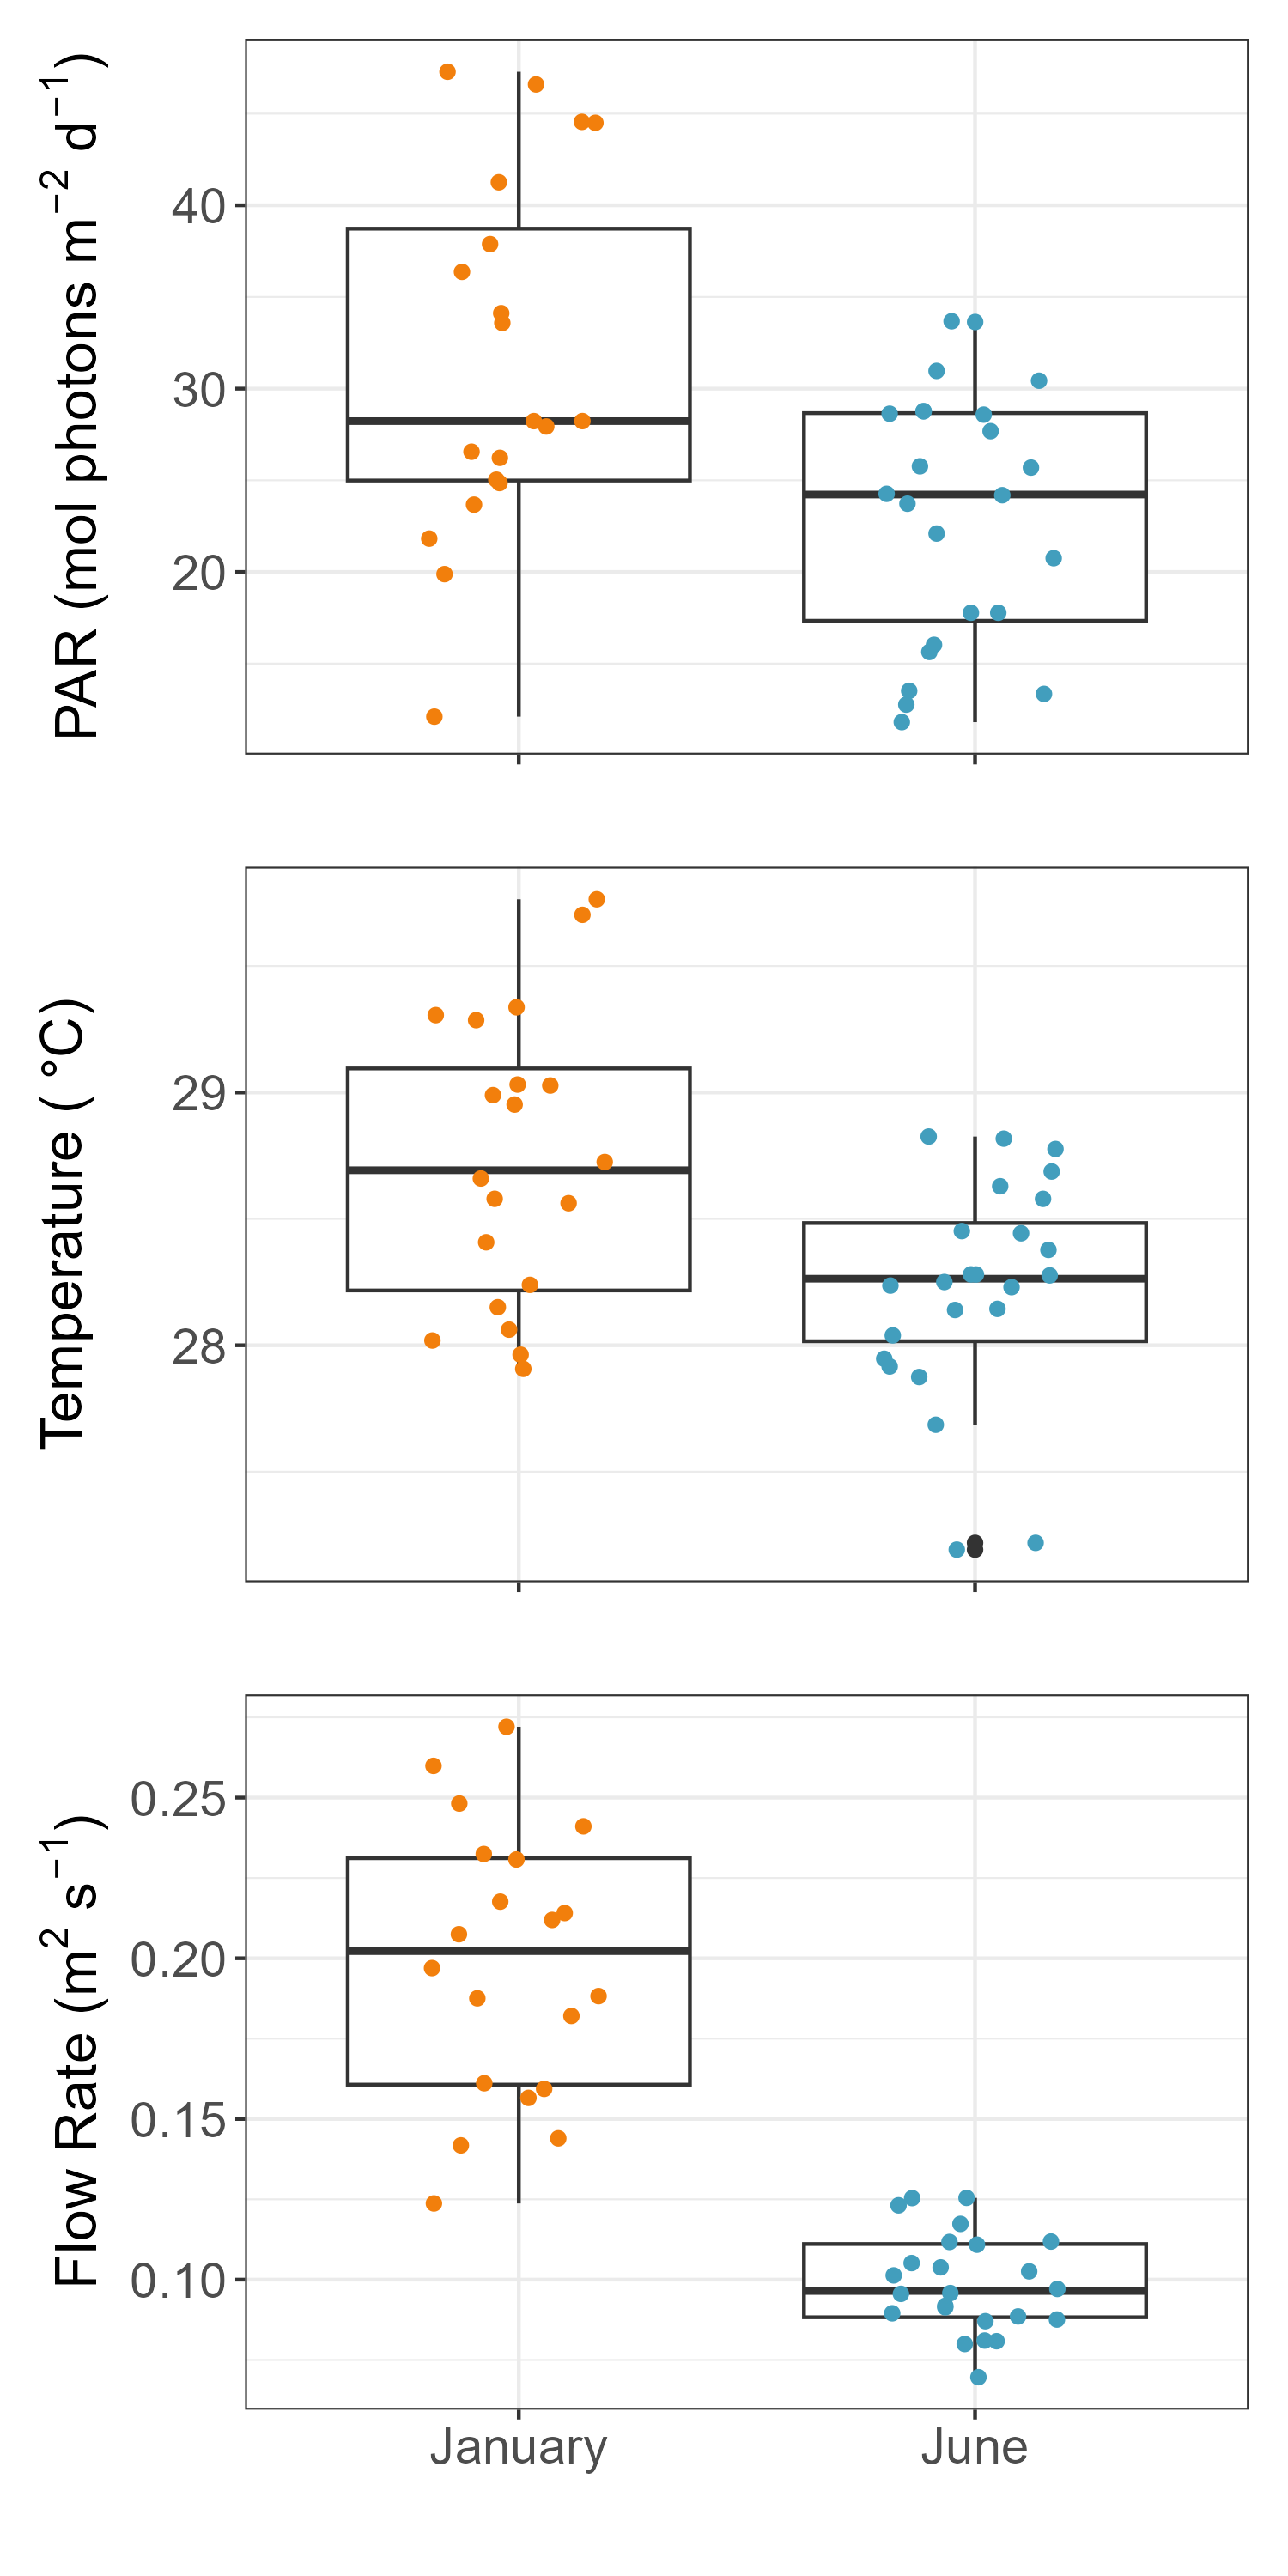 PAR (mol photons m⁻² d⁻¹)
40
30
20
Temperature ( °C)
29
28
Flow Rate (m² s⁻¹)
0.25
0.20
0.15
0.10
January
June